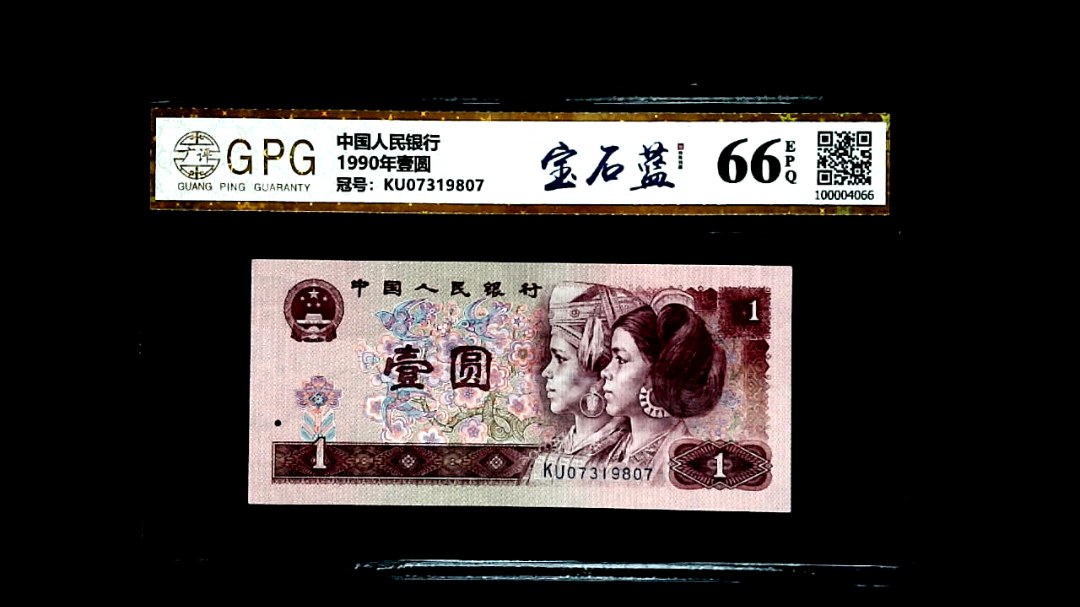 GPG
GUANG PING GUARANTY
中国人民银行
1990年壹圆
冠号：KU07319807
宝石蓝
66 EPQ
100004066
中国人民银行
1
壹圆
1
KU07319807
1